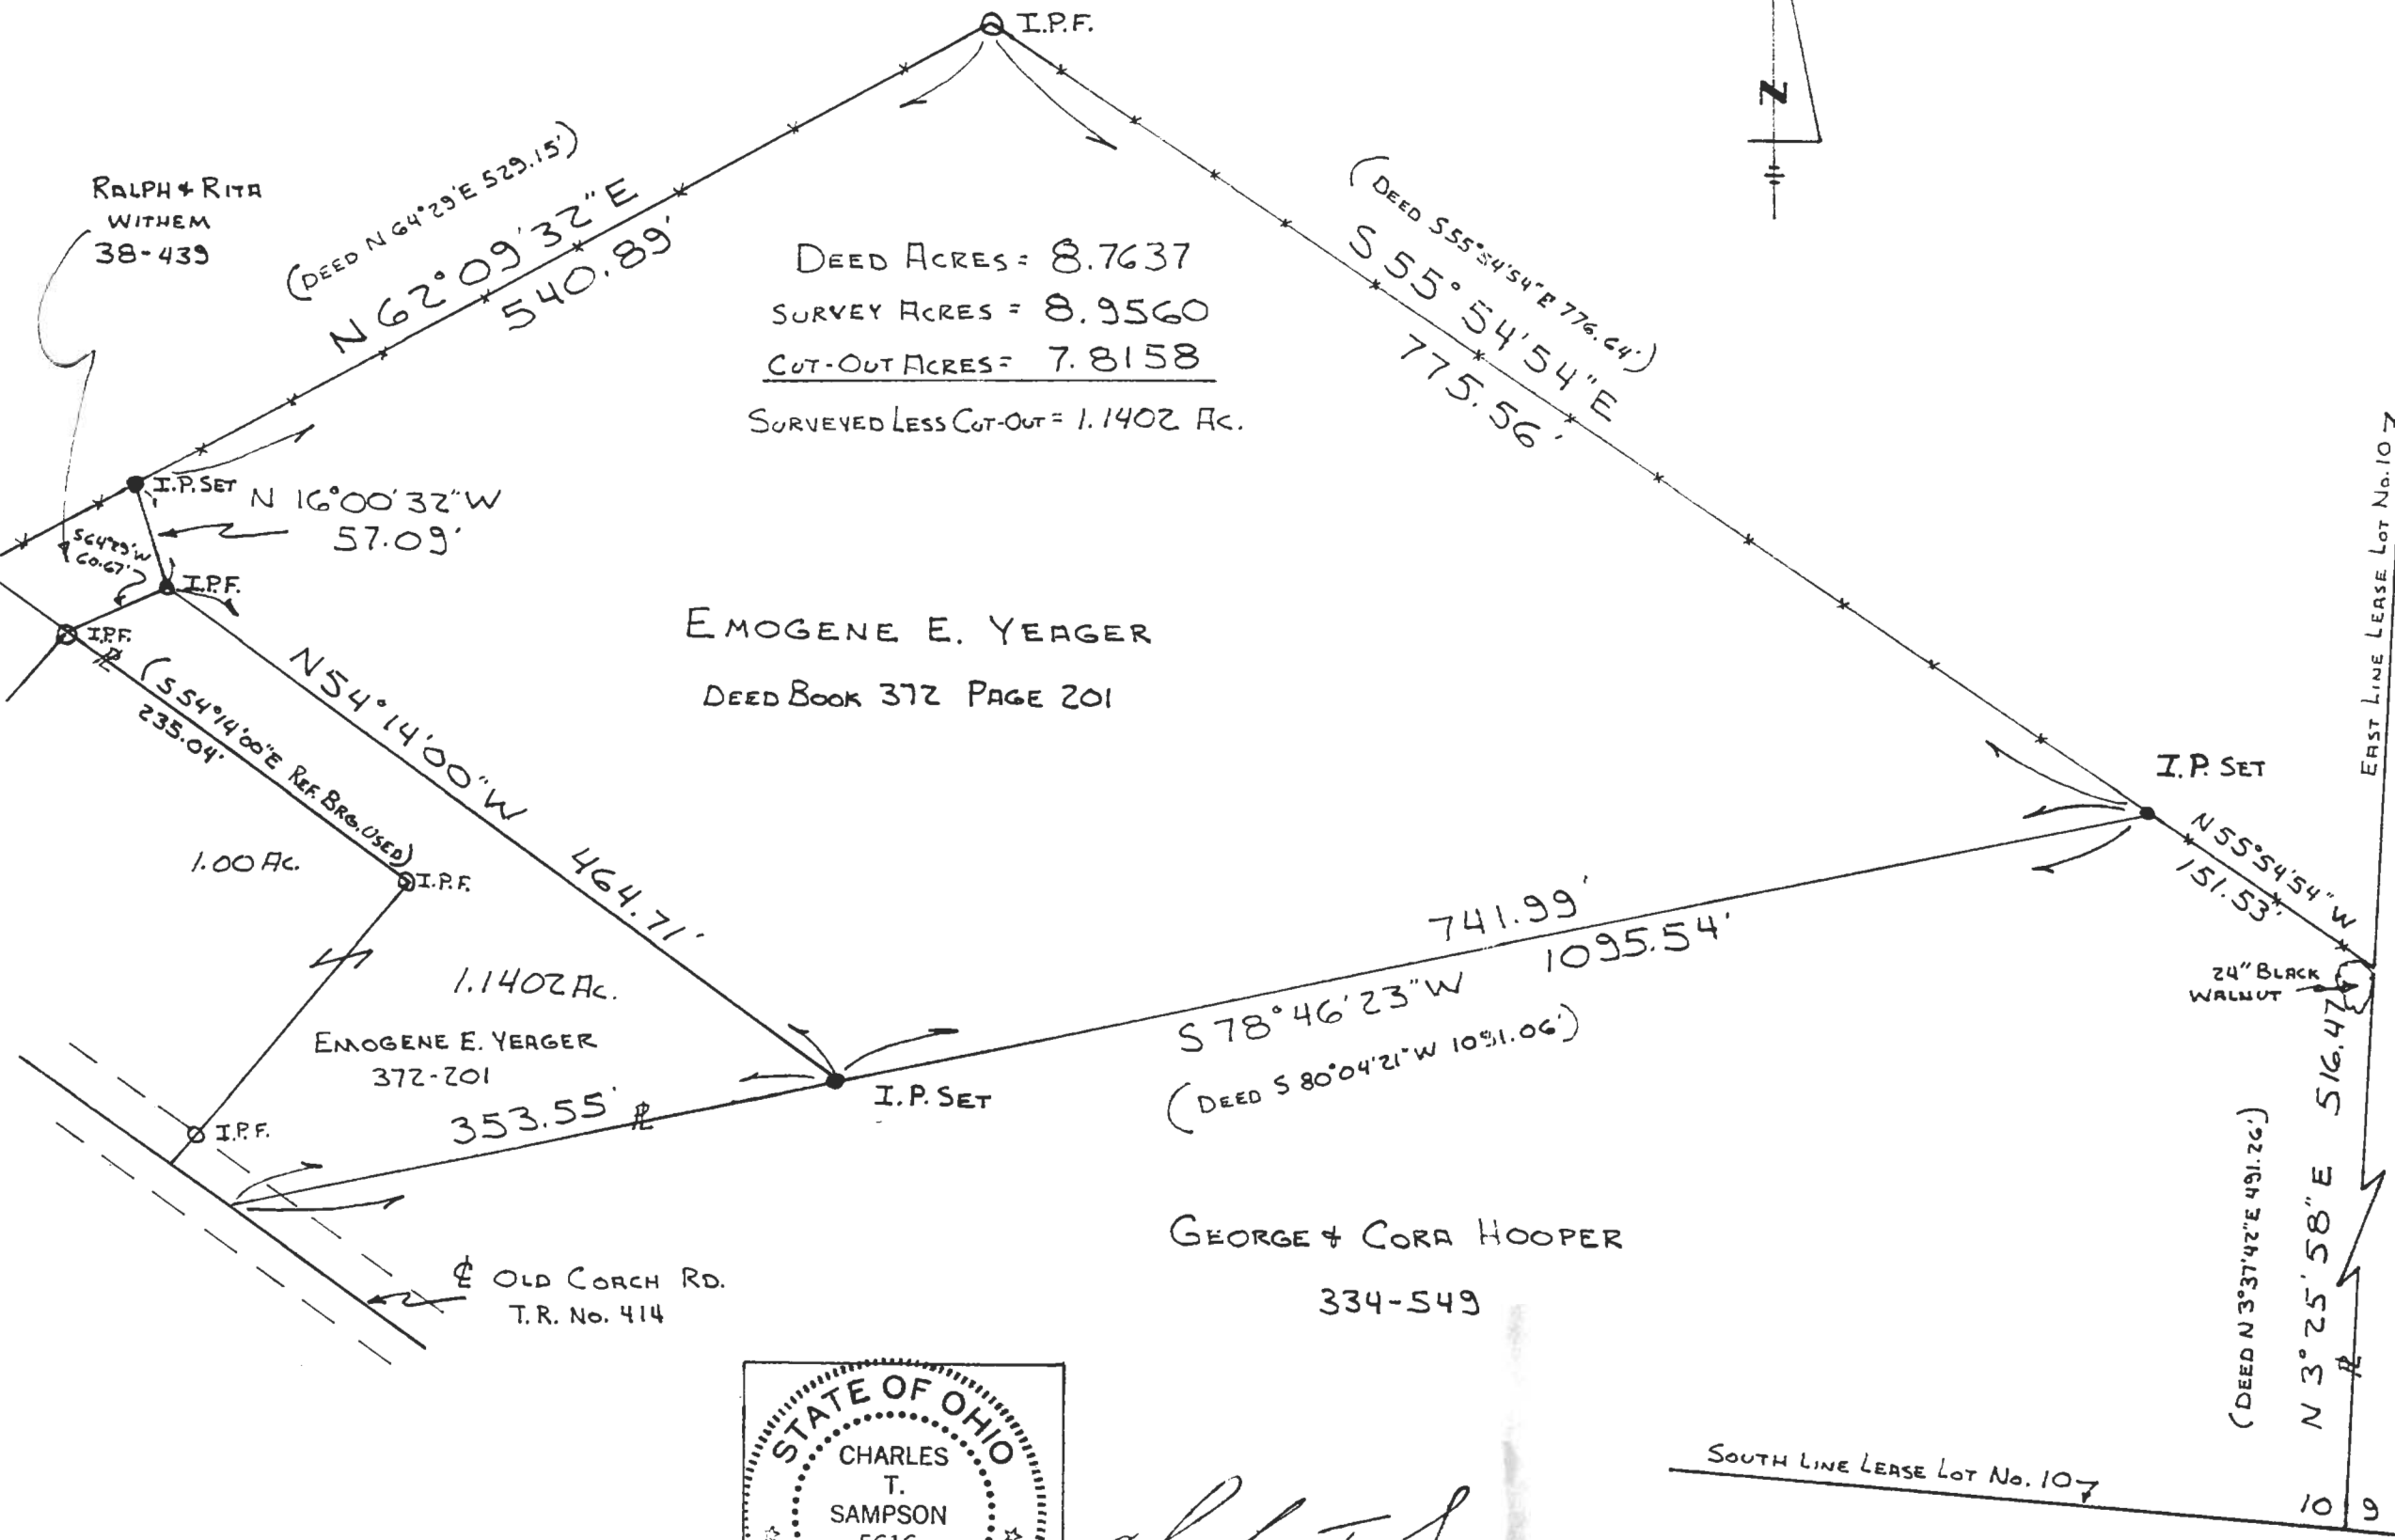 I.P.F.
N
RALPH & RITA
WITHEM
38-439
(DEED N 64°29'E 529.15')
N 62°09'32"E
540.89'
DEED ACRES = 8.7637
SURVEY ACRES = 8.9560
CUT-OUT ACRES = 7.8158
SURVEYED LESS CUT-OUT = 1.1402 AC.
(DEED S55°54'54"E 776.64')
S 55°54'54"E
775.56'
EAST LINE LEASE LOT NO. 107
I.P. SET
N 16°00'32"W
57.09'
S64°29'W
60.67'
I.P.F.
I.P.F.
PL
(S54°14'00"E REF. BRG. USED)
235.04'
N54°14'00"W 464.71'
EMOGENE E. YEAGER
DEED BOOK 372 PAGE 201
I.P. SET
N55°54'54"W
151.53'
1.00 AC.
I.P.F.
741.99'
1095.54'
S 78°46'23"W
(DEED S 80°04'21"W 1091.06')
24" BLACK
WALNUT
1.1402 AC.
EMOGENE E. YEAGER
372-201
353.55' PL
I.P. SET
I.P.F.
(DEED N 3°37'42"E 491.26')
N 3°25'58"E 516.47
PL
GEORGE & CORA HOOPER
334-549
℄ OLD COACH RD.
T.R. NO. 414
STATE OF OHIO
CHARLES
T.
SAMPSON
SOUTH LINE LEASE LOT NO. 107
10 9